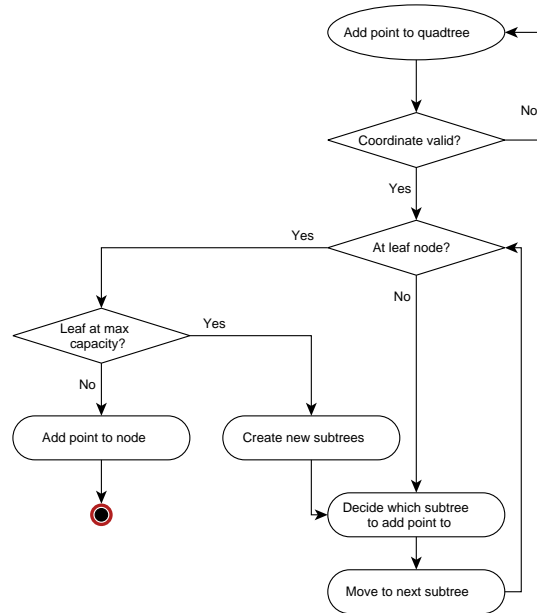 Add point to quadtree
No
Coordinate valid?
Yes
Yes
At leaf node?
No
Leaf at max
capacity?
Yes
No
Add point to node
Create new subtrees
Decide which subtree
to add point to
Move to next subtree